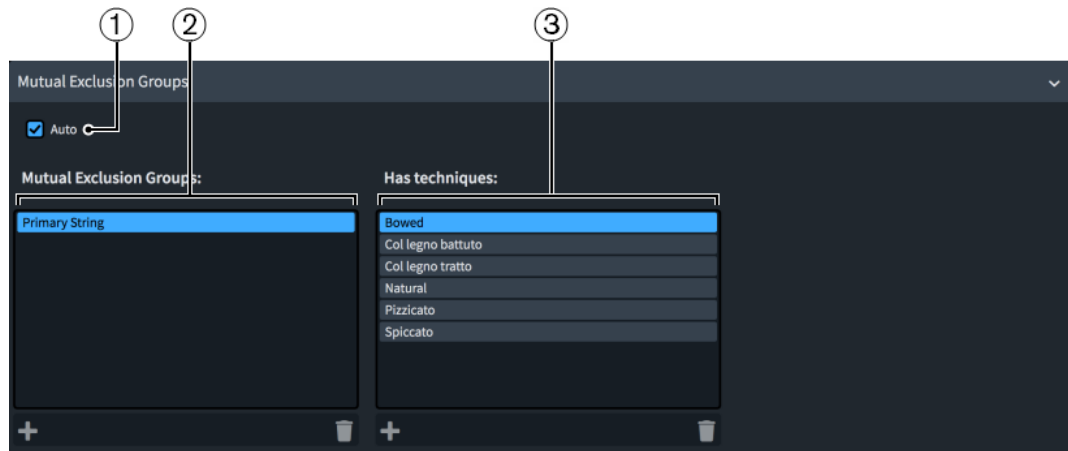 ① ② ③
Mutual Exclusion Groups
Auto
Mutual Exclusion Groups: Has techniques:
Primary String
Bowed
Col legno battuto
Col legno tratto
Natural
Pizzicato
Spiccato